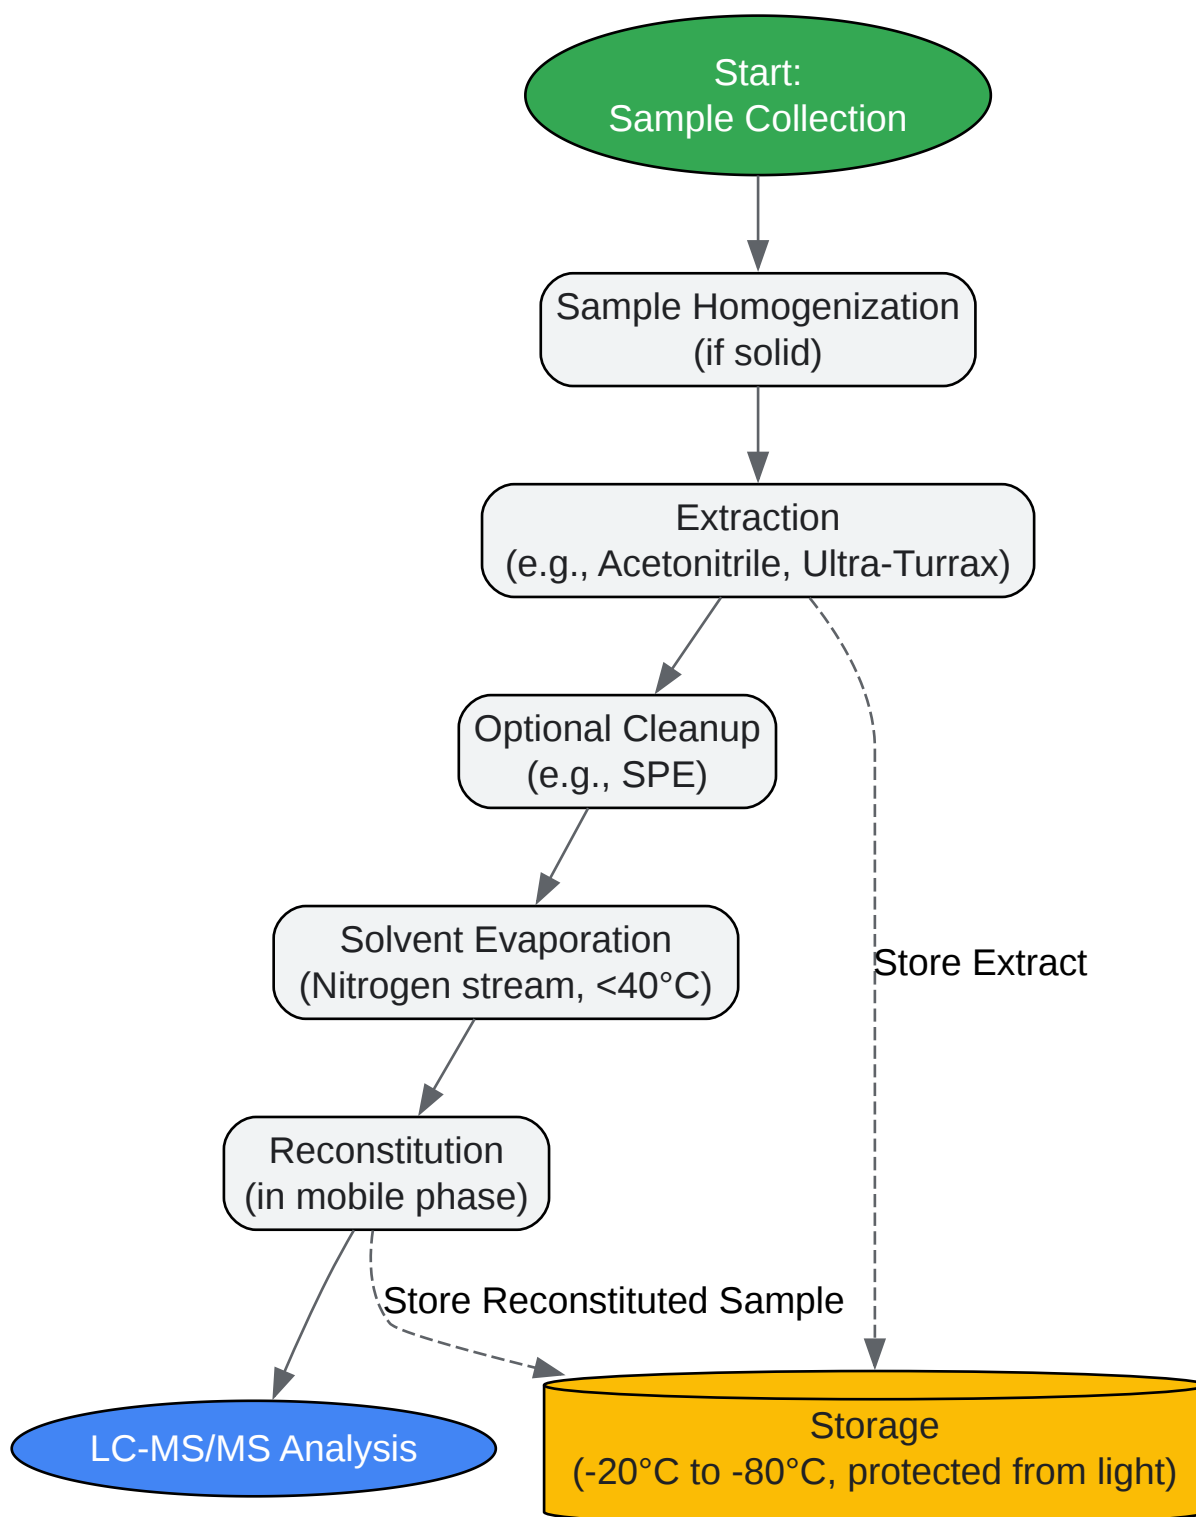 Start:
Sample Collection
Sample Homogenization
(if solid)
Extraction
(e.g., Acetonitrile, Ultra-Turrax)
Optional Cleanup
(e.g., SPE)
Solvent Evaporation
(Nitrogen stream, <40°C)
Store Extract
Reconstitution
(in mobile phase)
Store Reconstituted Sample
LC-MS/MS Analysis
Storage
(-20°C to -80°C, protected from light)